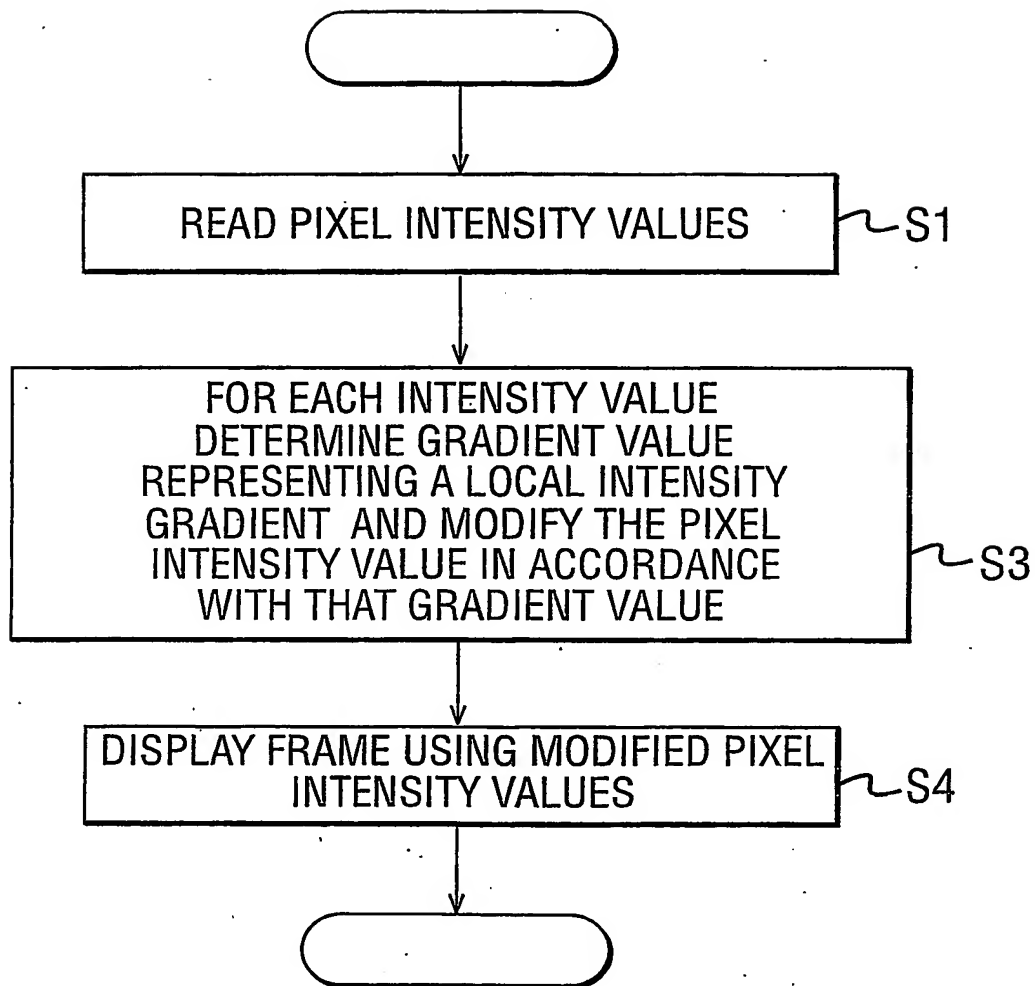 READ PIXEL INTENSITY VALUES
S1
FOR EACH INTENSITY VALUE
DETERMINE GRADIENT VALUE
REPRESENTING A LOCAL INTENSITY
GRADIENT AND MODIFY THE PIXEL
INTENSITY VALUE IN ACCORDANCE
WITH THAT GRADIENT VALUE
S3
DISPLAY FRAME USING MODIFIED PIXEL
INTENSITY VALUES
S4